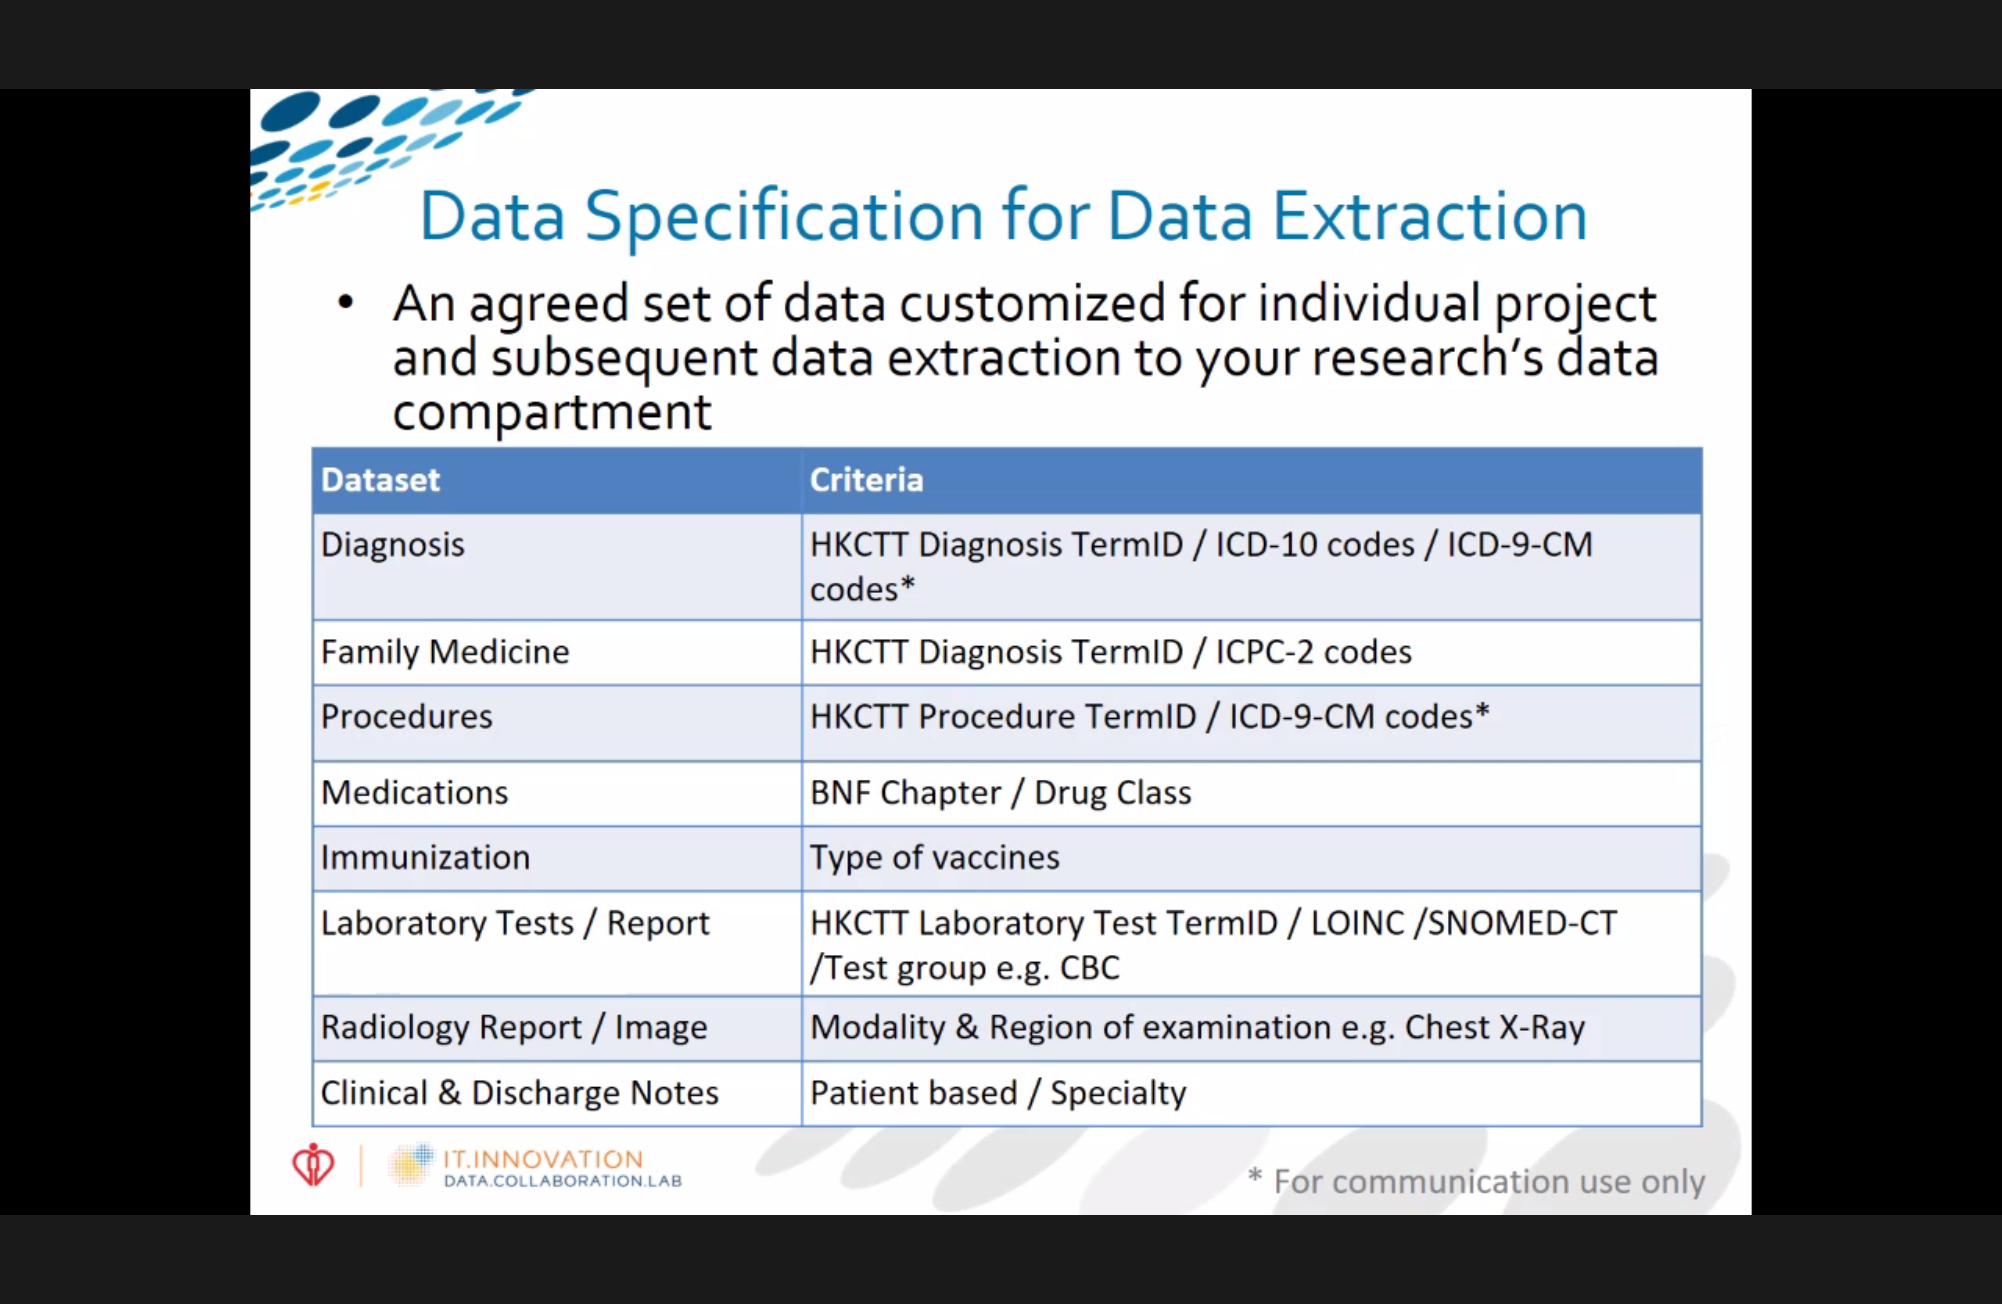 Data Specification for Data Extraction
• An agreed set of data customized for individual project
and subsequent data extraction to your research’s data
compartment
Dataset Criteria
Diagnosis HKCTT Diagnosis TermID / ICD-10 codes / ICD-9-CM
codes*
Family Medicine HKCTT Diagnosis TermID / ICPC-2 codes
Procedures HKCTT Procedure TermID / ICD-9-CM codes*
Medications BNF Chapter / Drug Class
Immunization Type of vaccines
Laboratory Tests / Report HKCTT Laboratory Test TermID / LOINC /SNOMED-CT
/Test group e.g. CBC
Radiology Report / Image Modality & Region of examination e.g. Chest X-Ray
Clinical & Discharge Notes Patient based / Specialty
IT.INNOVATION
DATA.COLLABORATION.LAB
* For communication use only